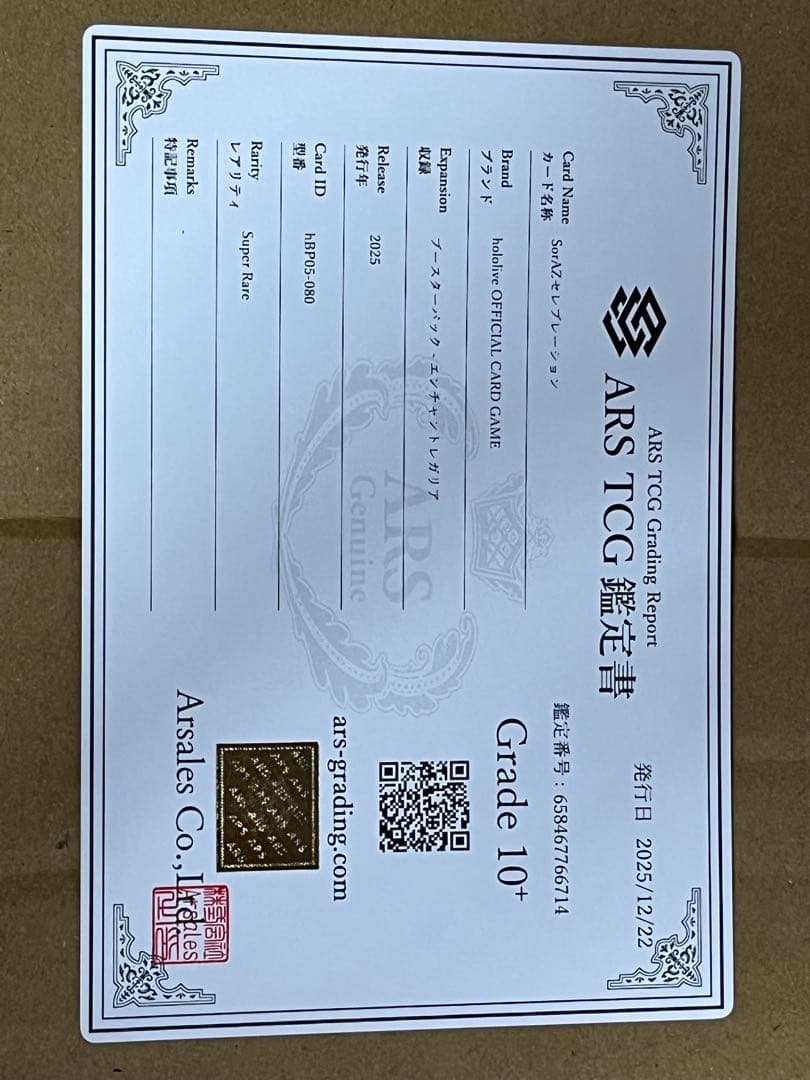 ARS TCG Grading Report
ARS TCG 鑑定書
発行日 2025/12/22
鑑定番号:658467766714
Card Name
カード名称
SorAZセレブレーション
Brand
ブランド
hololive OFFICIAL CARD GAME
Expansion
収録
ブースターパック - エンチャントレガリア
Release
発行年
2025
Card ID
型番
hBP05-080
Rarity
レアリティ
Super Rare
Remarks
特記事項
-
ARS
Genuine
Grade 10+
ars-grading.com
Arsales Co., Ltd.